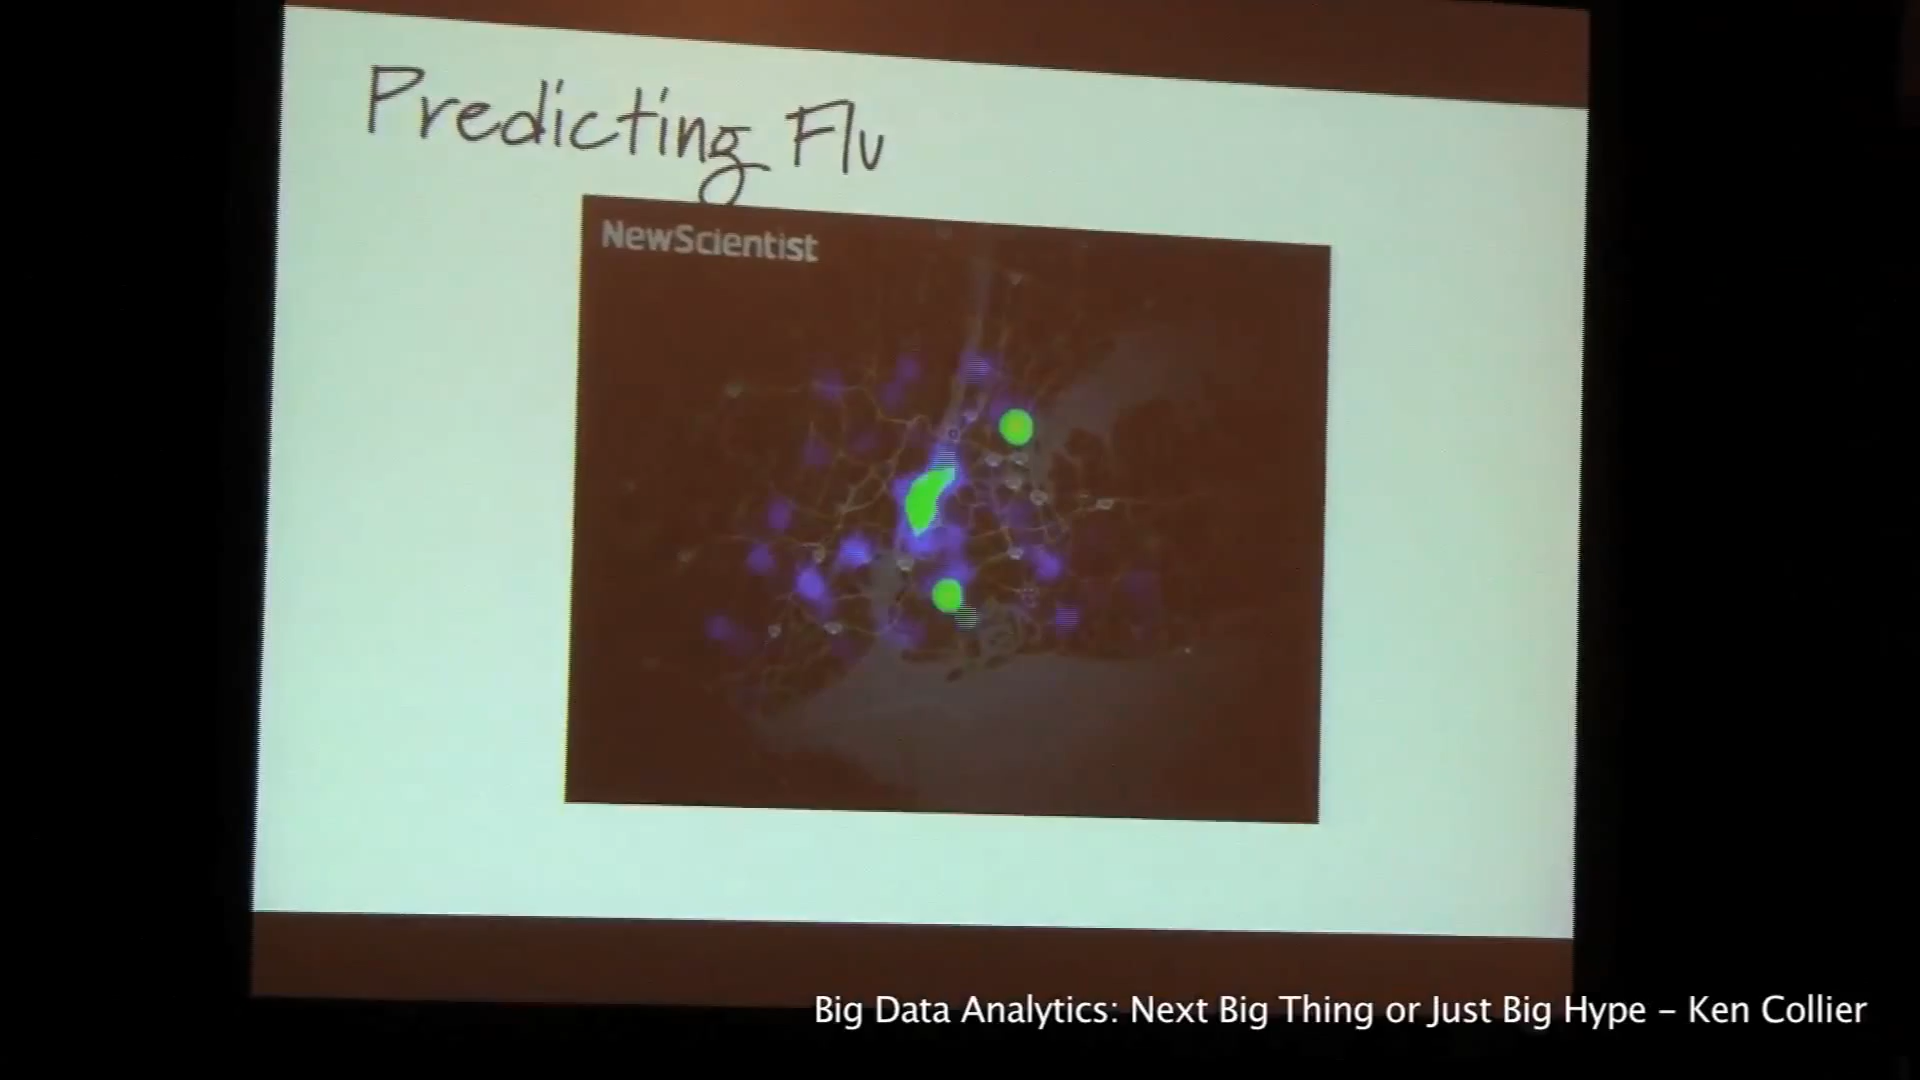 Predicting Flu
NewScientist
Big Data Analytics: Next Big Thing or Just Big Hype – Ken Collier